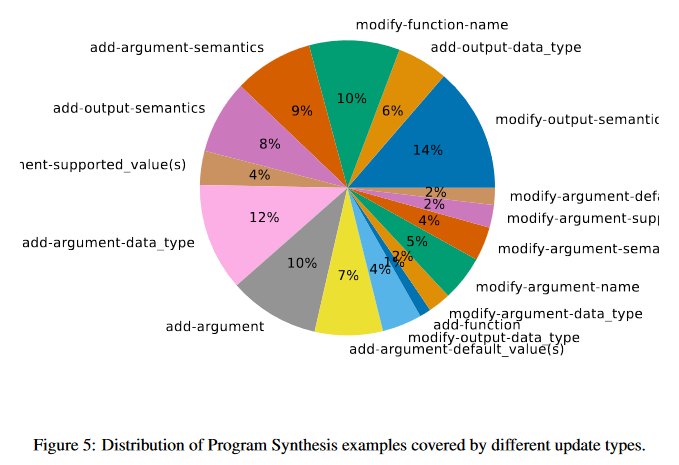 modify-function-name
add-argument-semantics
add-output-data_type
10%
9%
6%
add-output-semantics
modify-output-semantic
14%
8%
ment-supported_value(s)
4%
2%
modify-argument-defa
2%
modify-argument-supp
4%
12%
add-argument-data_type
modify-argument-sema
5%
2%
1%
10%
4%
7%
modify-argument-name
modify-argument-data_type
add-argument
add-function
modify-output-data_type
add-argument-default_value(s)
Figure 5: Distribution of Program Synthesis examples covered by different update types.